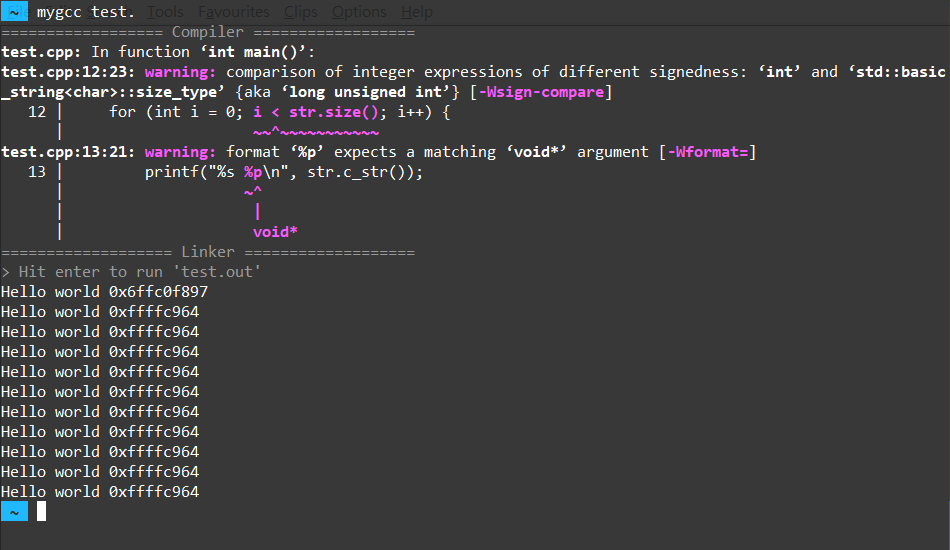 File Edit Search Tools Favourites Clips Options Help
~ mygcc test.
================== Compiler ==================
test.cpp: In function ‘int main()’:
test.cpp:12:23: warning: comparison of integer expressions of different signedness: ‘int’ and ‘std::basic
_string<char>::size_type’ {aka ‘long unsigned int’} [-Wsign-compare]
12 | for (int i = 0; i < str.size(); i++) {
| ~~^~~~~~~~~~~~
test.cpp:13:21: warning: format ‘%p’ expects a matching ‘void*’ argument [-Wformat=]
13 | printf("%s %p\n", str.c_str());
| ~^
| |
| void*
=================== Linker ===================
> Hit enter to run 'test.out'
Hello world 0x6ffc0f897
Hello world 0xffffc964
Hello world 0xffffc964
Hello world 0xffffc964
Hello world 0xffffc964
Hello world 0xffffc964
Hello world 0xffffc964
Hello world 0xffffc964
Hello world 0xffffc964
Hello world 0xffffc964
Hello world 0xffffc964
~